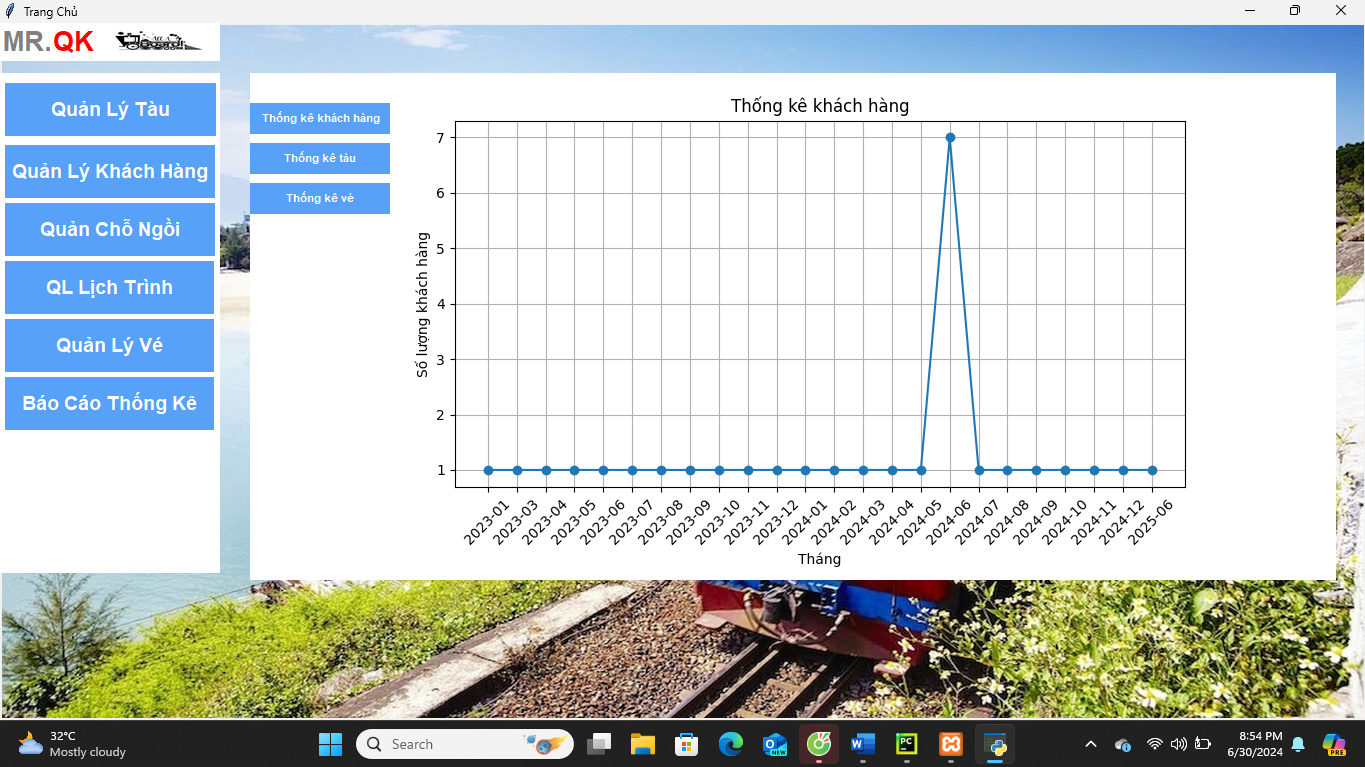 Trang Chủ
MR.QK
Quản Lý Tàu
Quản Lý Khách Hàng
Quản Chỗ Ngồi
QL Lịch Trình
Quản Lý Vé
Báo Cáo Thống Kê
Thống kê khách hàng
Thống kê tàu
Thống kê vé
Thống kê khách hàng
Số lượng khách hàng
7
6
5
4
3
2
1
2023-01
2023-03
2023-04
2023-05
2023-06
2023-07
2023-08
2023-09
2023-10
2023-11
2023-12
2024-01
2024-02
2024-03
2024-04
2024-05
2024-06
2024-07
2024-08
2024-09
2024-10
2024-11
2024-12
2025-06
Tháng
32°C
Mostly cloudy
Search
NEW
W
PC
8:54 PM
6/30/2024
PRE